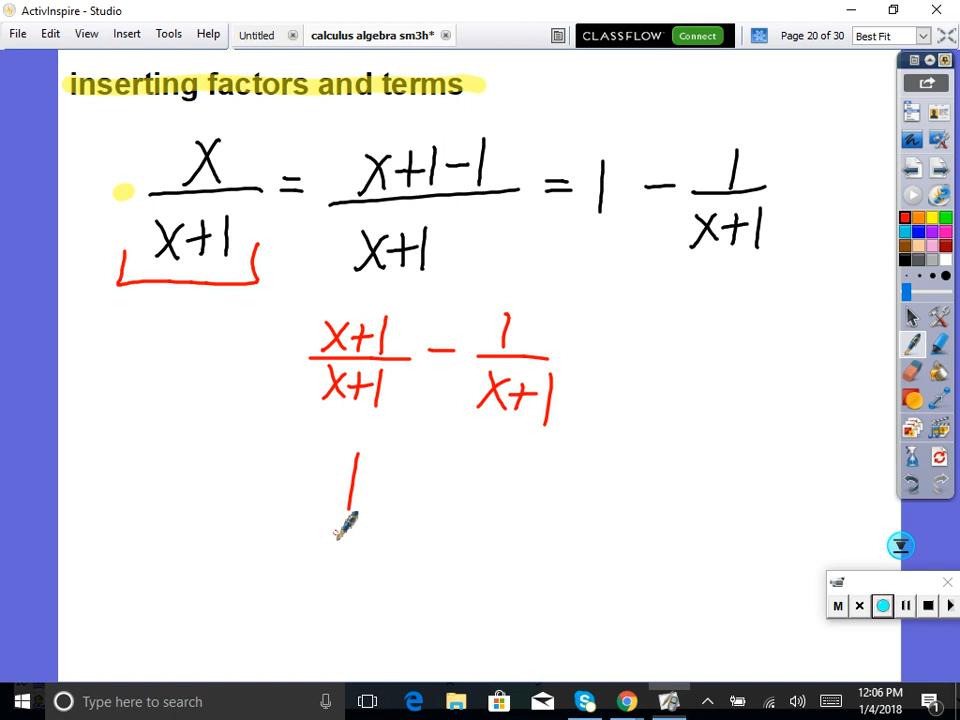 ActivInspire - Studio
File Edit View Insert Tools Help Untitled calculus algebra sm3h* CLASSFLOW Connect Page 20 of 30 Best Fit
inserting factors and terms
x/(x+1) = (x+1-1)/(x+1) = 1 - 1/(x+1)
(x+1)/(x+1) - 1/(x+1)
1
M
Type here to search
12:06 PM
1/4/2018
1